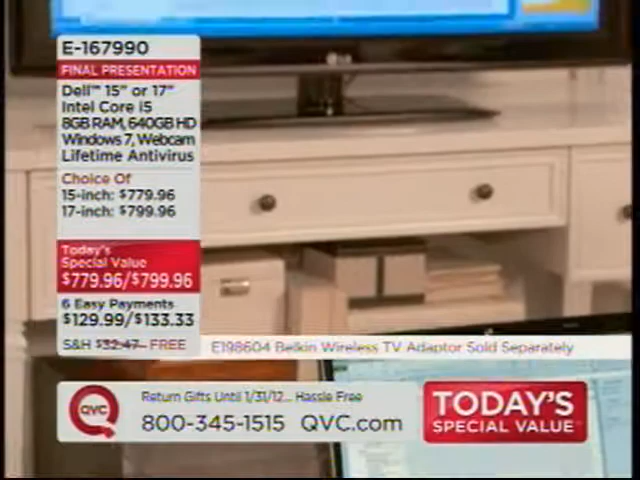 E-167990
FINAL PRESENTATION
Dell™ 15" or 17"
Intel Core i5
8GB RAM, 640GB HD
Windows 7, Webcam
Lifetime Antivirus
Choice Of
15-inch: $779.96
17-inch: $799.96
Today's
Special Value
$779.96/$799.96
6 Easy Payments
$129.99/$133.33
S&H $32.47 FREE
E198604 Belkin Wireless TV Adaptor Sold Separately
QVC
Return Gifts Until 1/31/12... Hassle Free
800-345-1515 QVC.com
TODAY'S
SPECIAL VALUE